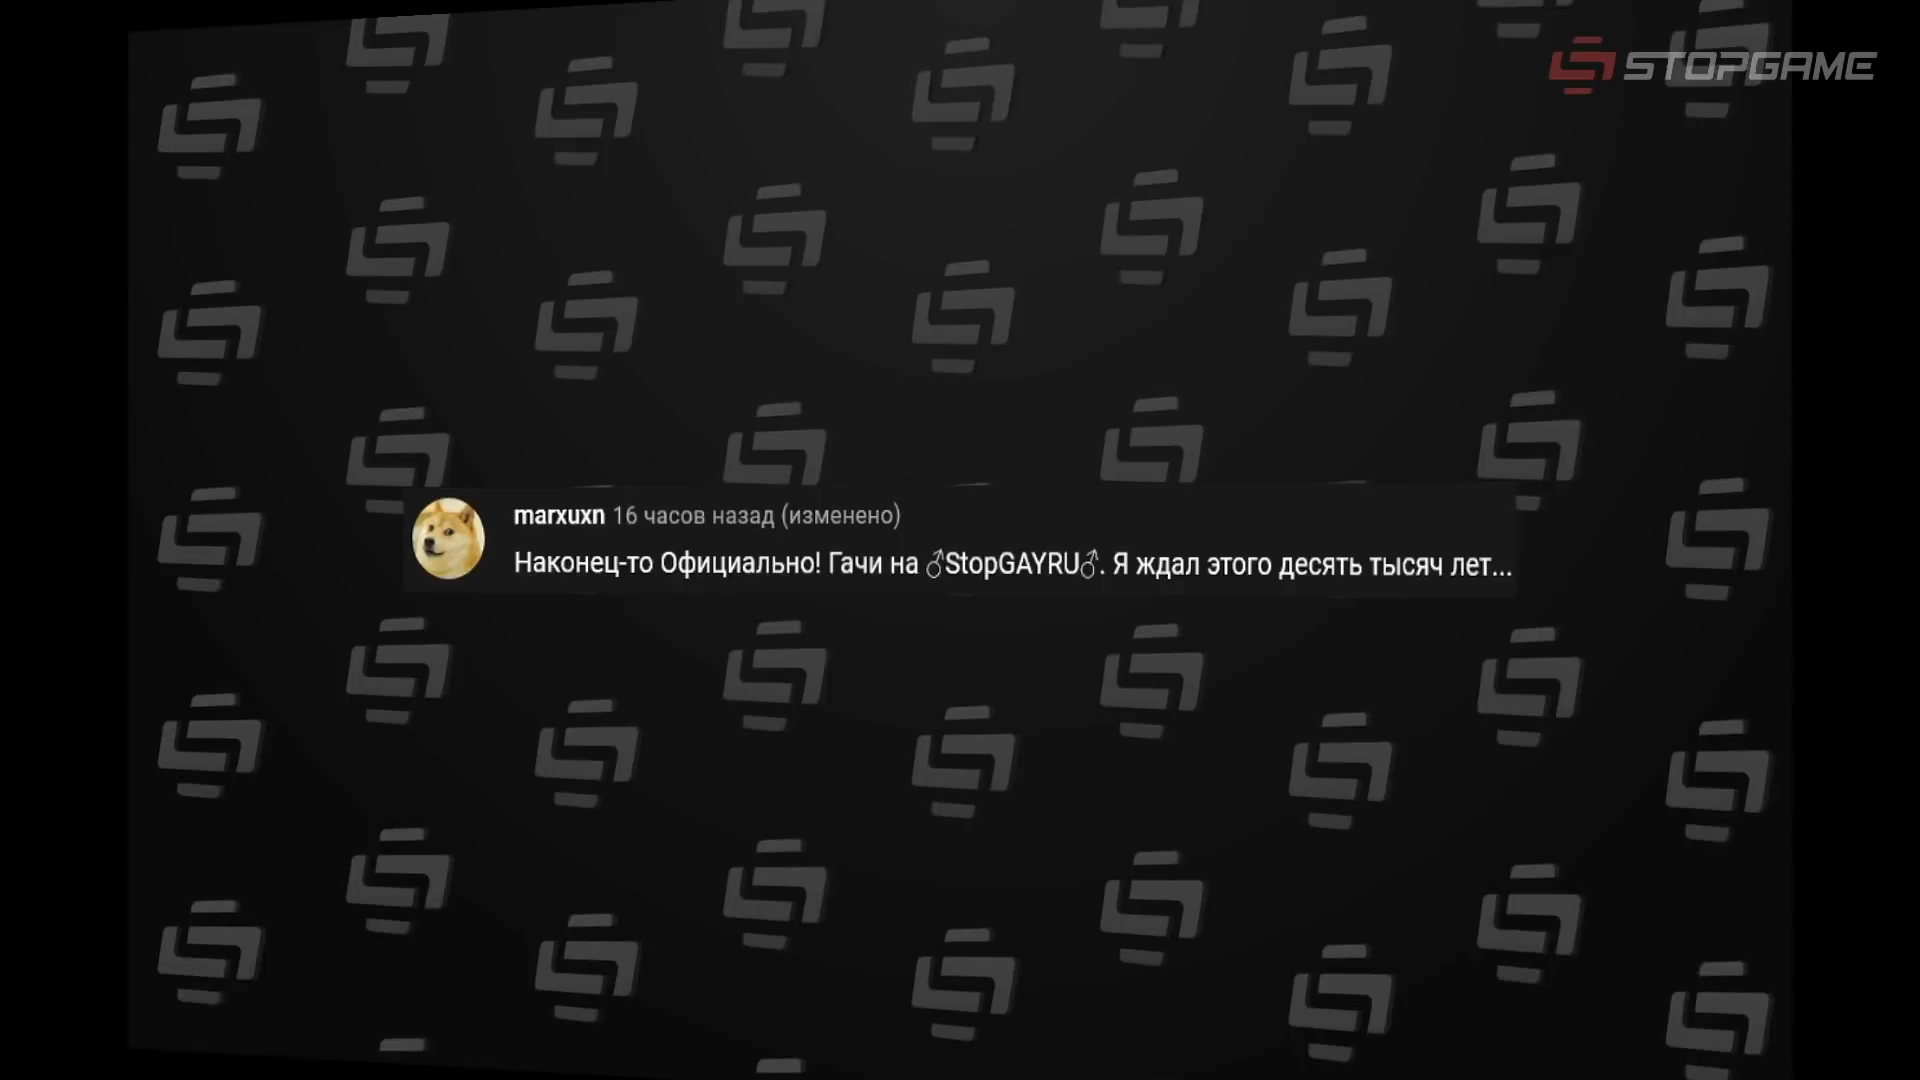 STOPGAME
marxuxn 16 часов назад (изменено)
Наконец-то Официально! Гачи на ♂StopGAYRU♂. Я ждал этого десять тысяч лет...